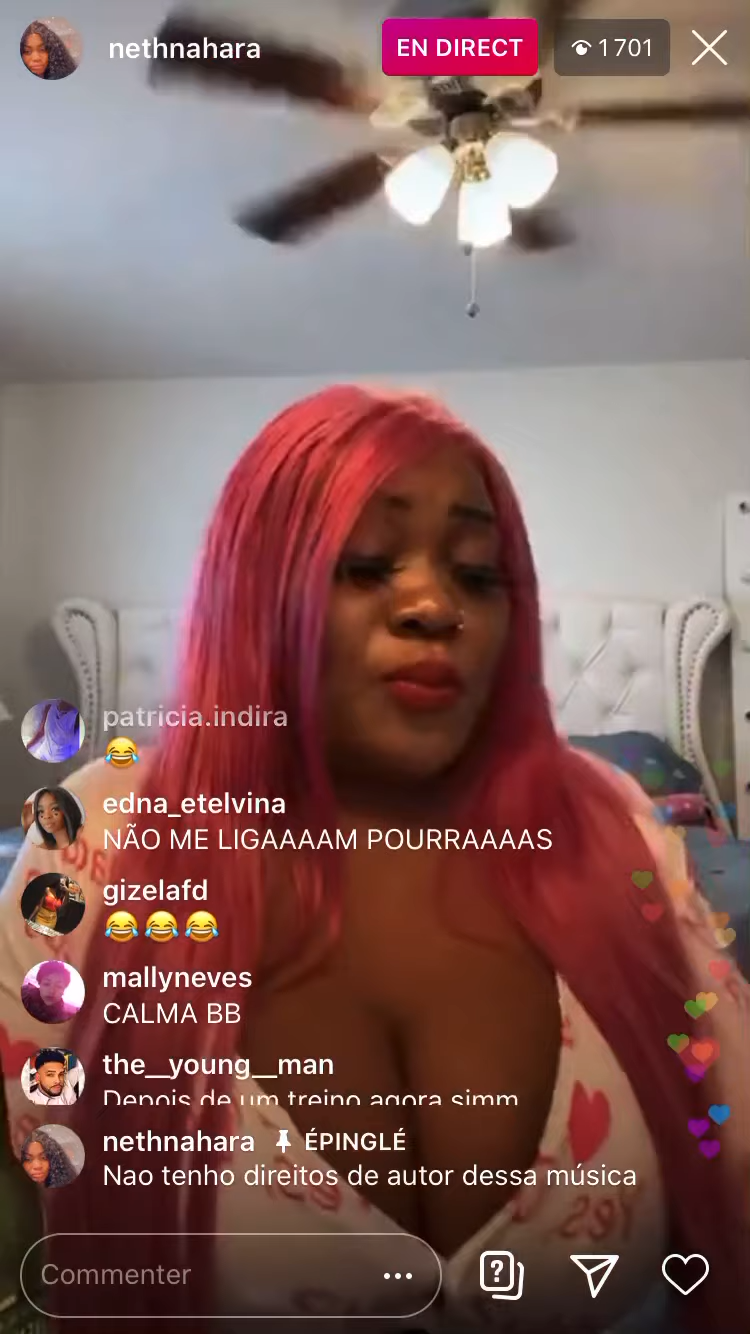 nethnahara
EN DIRECT
1 701
patricia.indira
😂
edna_etelvina
NÃO ME LIGAAAAM POURRAAAAS
gizelafd
😂😂😂
mallyneves
CALMA BB
the__young__man
Depois de um treino agora simm
nethnahara ÉPINGLÉ
Nao tenho direitos de autor dessa música
Commenter